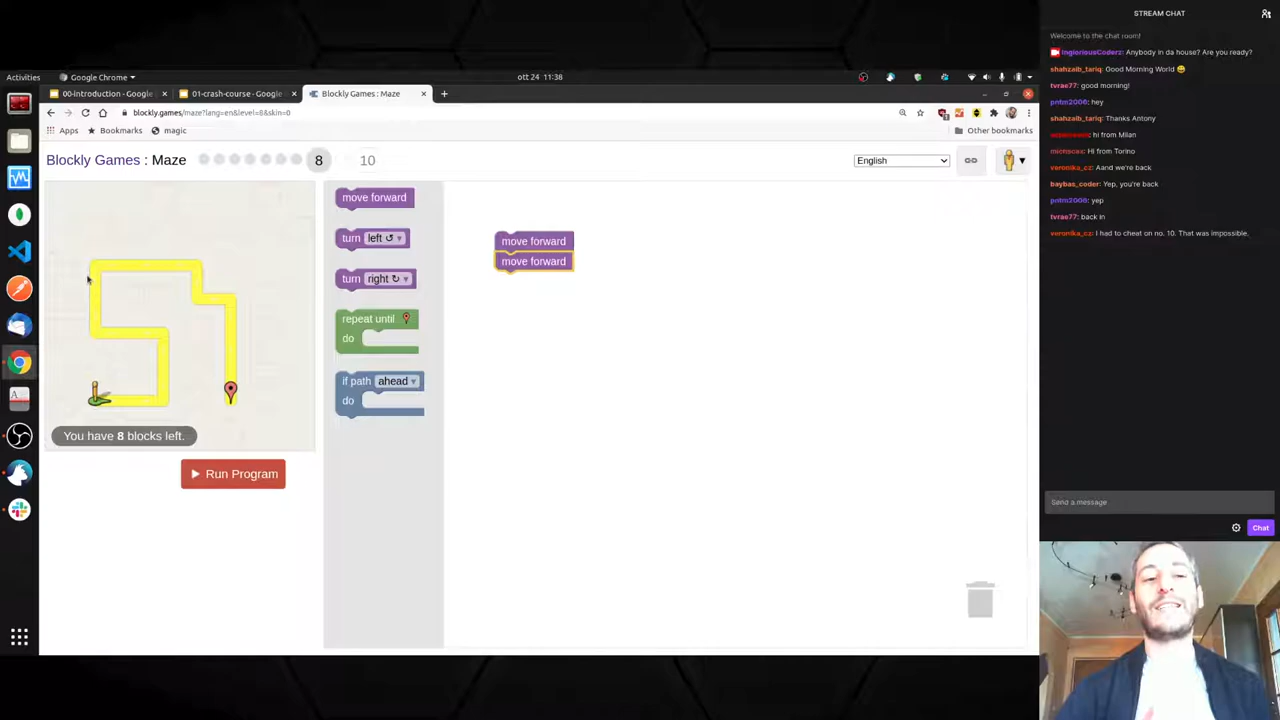 STREAM CHAT
Welcome to the chat room!
IngloriousCoderz: Anybody in da house? Are you ready?
shahzaib_tariq: Good Morning World 😄
tvrae77: good morning!
pntm2006: hey
shahzaib_tariq: Thanks Antony
hi from Milan
Hi from Torino
veronika_cz: Aand we're back
baybas_coder: Yep, you're back
pntm2006: yep
tvrae77: back in
veronika_cz: I had to cheat on no. 10. That was impossible.
Send a message
Chat
Activities
Google Chrome ▾
ott 24 11:38
00-introduction - Google
01-crash-course - Google
Blockly Games : Maze
blockly.games/maze?lang=en&level=8&skin=0
Apps
Bookmarks
magic
Other bookmarks
Blockly Games : Maze
8
10
English
move forward
turn left ↺ ▾
turn right ↻ ▾
repeat until
do
if path ahead ▾
do
move forward
move forward
You have 8 blocks left.
Run Program